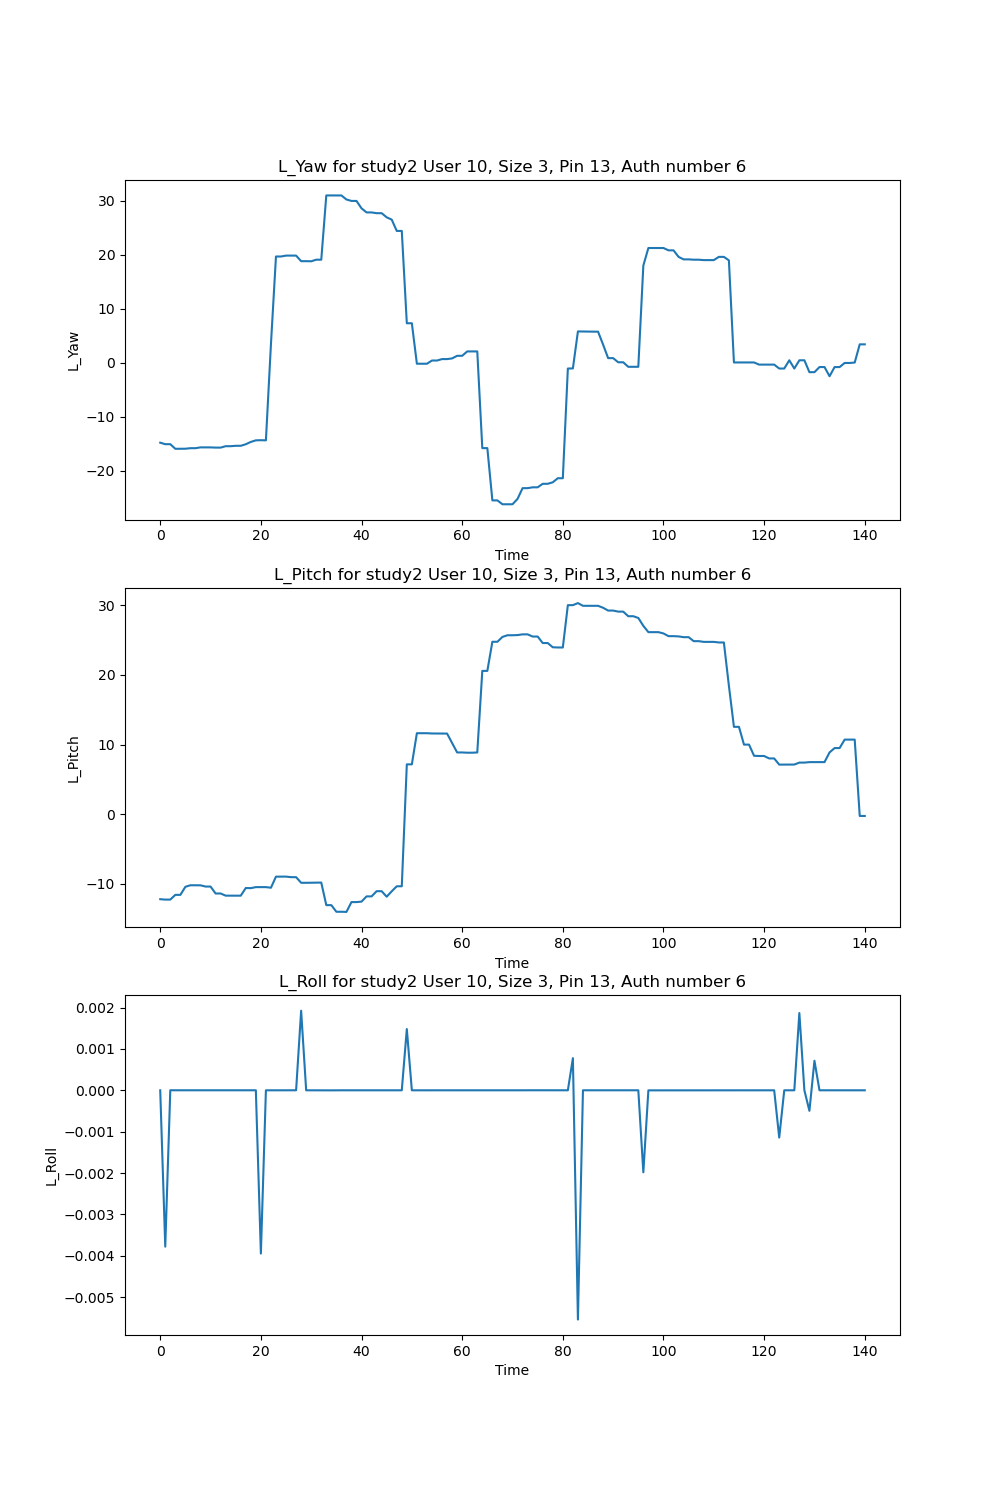 L_Yaw for study2 User 10, Size 3, Pin 13, Auth number 6
30
20
10
0
−10
−20
L_Yaw
0 20 40 60 80 100 120 140
Time
L_Pitch for study2 User 10, Size 3, Pin 13, Auth number 6
30
20
10
0
−10
L_Pitch
0 20 40 60 80 100 120 140
Time
L_Roll for study2 User 10, Size 3, Pin 13, Auth number 6
0.002
0.001
0.000
−0.001
−0.002
−0.003
−0.004
−0.005
L_Roll
0 20 40 60 80 100 120 140
Time